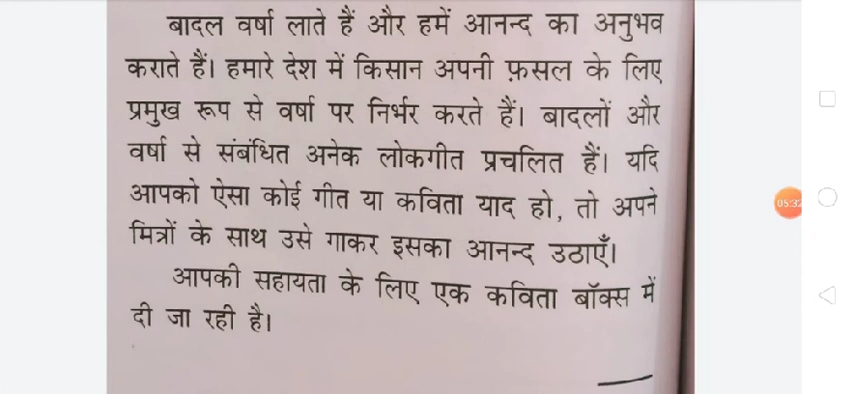 बादल वर्षा लाते हैं और हमें आनन्द का अनुभव
कराते हैं। हमारे देश में किसान अपनी फ़सल के लिए
प्रमुख रूप से वर्षा पर निर्भर करते हैं। बादलों और
वर्षा से संबंधित अनेक लोकगीत प्रचलित हैं। यदि
आपको ऐसा कोई गीत या कविता याद हो, तो अपने
मित्रों के साथ उसे गाकर इसका आनन्द उठाएँ।
आपकी सहायता के लिए एक कविता बॉक्स में
दी जा रही है।
05:32